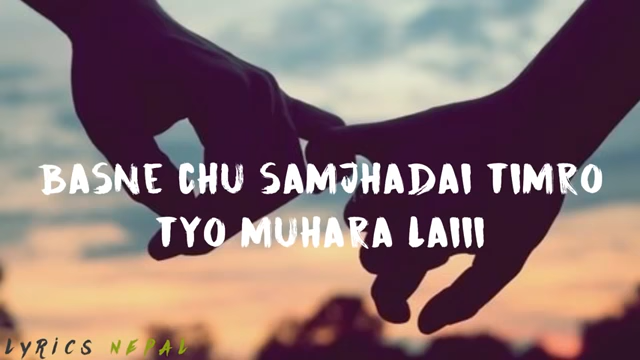 BASNE CHU SAMJHADAI TIMRO
TYO MUHARA LAIII
LYRICS NEPAL